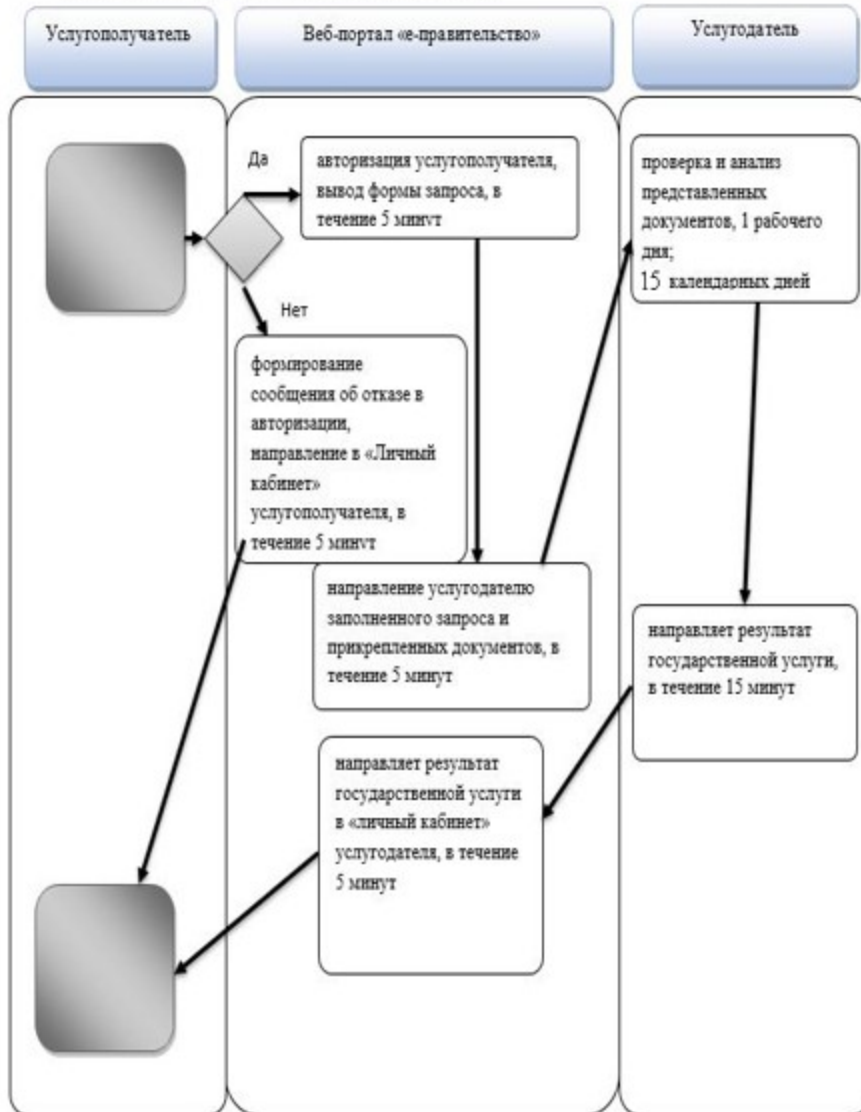 Услугополучатель
Веб-портал «е-правительство»
Услугодатель
Да
авторизация услугополучателя,
вывод формы запроса, в
течение 5 минут
проверка и анализ
представленных
документов, 1 рабочего
дня;
15 календарных дней
Нет
формирование
сообщения об отказе в
авторизации,
направление в «Личный
кабинет»
услугополучателя, в
течение 5 минут
направление услугодателю
заполненного запроса и
прикрепленных документов, в
течение 5 минут
направляет результат
государственной услуги,
в течение 15 минут
направляет результат
государственной услуги
в «личный кабинет»
услугодателя, в течение
5 минут